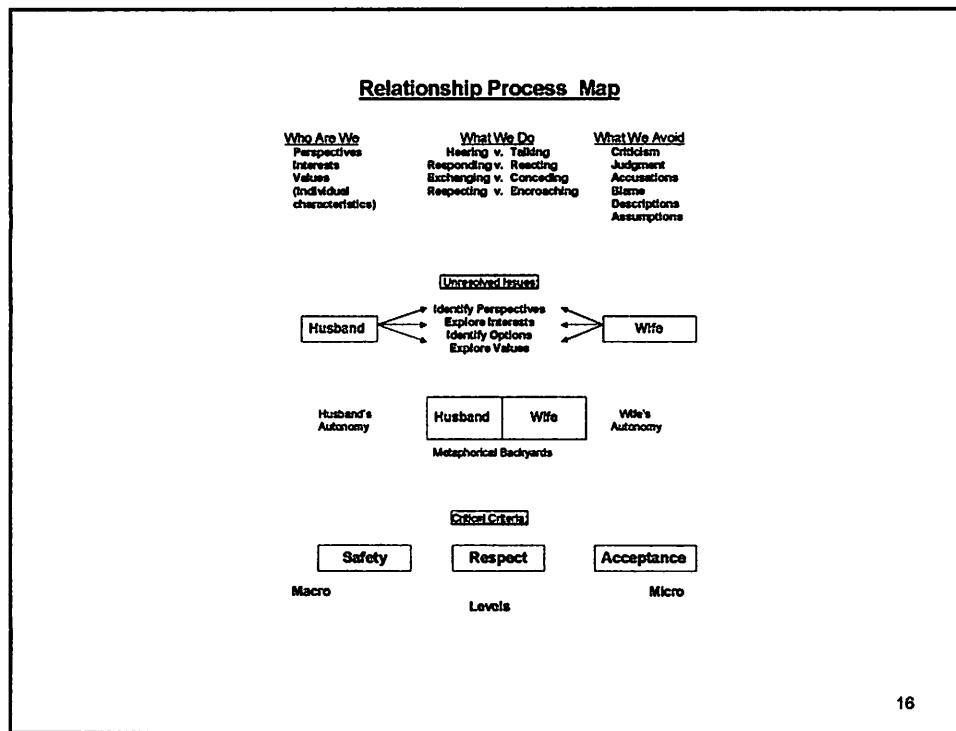 Relationship Process Map
Who Are We
Perspectives
Interests
Values
(Individual
characteristics)
What We Do
Hearing v. Talking
Responding v. Reacting
Exchanging v. Conceding
Respecting v. Encroaching
What We Avoid
Criticism
Judgment
Accusations
Blame
Descriptions
Assumptions
Unresolved Issues:
Husband
Identify Perspectives
Explore Interests
Identify Options
Explore Values
Wife
Husband's
Autonomy
Husband
Wife
Wife's
Autonomy
Metaphorical Backyards
Critical Criteria:
Safety
Respect
Acceptance
Macro
Micro
Levels
16